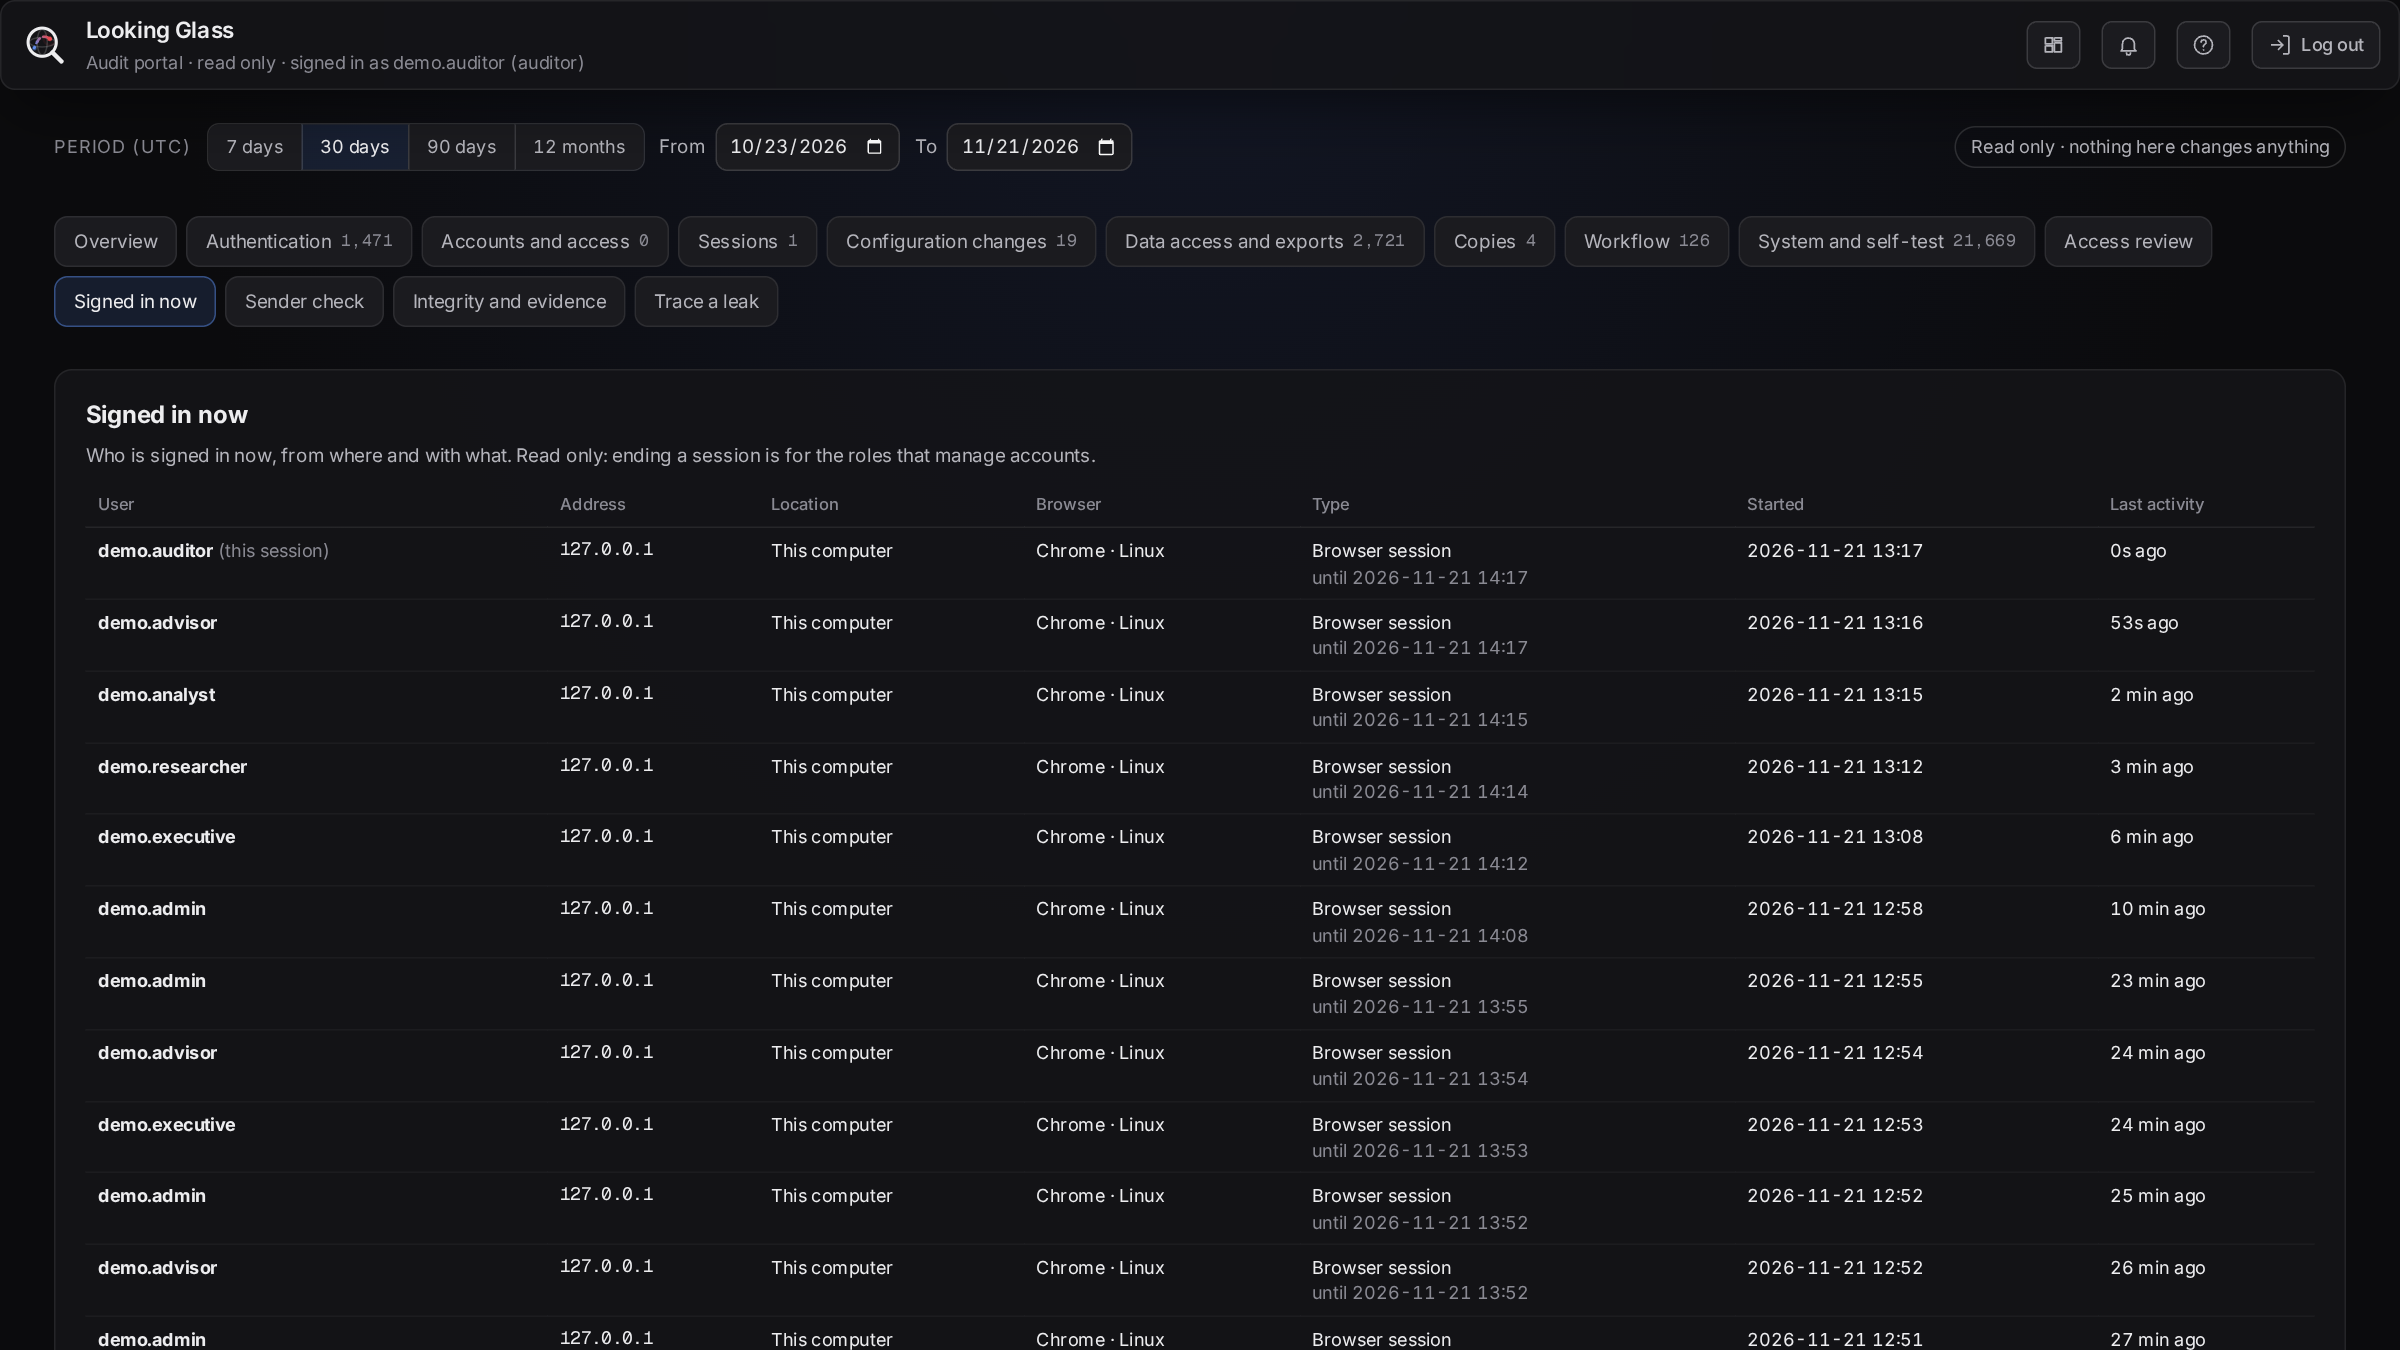 Looking Glass
Audit portal · read only · signed in as demo.auditor (auditor)
Log out
PERIOD (UTC) 7 days 30 days 90 days 12 months From 10/23/2026 To 11/21/2026 Read only · nothing here changes anything
Overview Authentication 1,471 Accounts and access 0 Sessions 1 Configuration changes 19 Data access and exports 2,721 Copies 4 Workflow 126 System and self-test 21,669 Access review
Signed in now Sender check Integrity and evidence Trace a leak
Signed in now
Who is signed in now, from where and with what. Read only: ending a session is for the roles that manage accounts.
User Address Location Browser Type Started Last activity
demo.auditor (this session) 127.0.0.1 This computer Chrome · Linux Browser session 2026-11-21 13:17 0s ago
until 2026-11-21 14:17
demo.advisor 127.0.0.1 This computer Chrome · Linux Browser session 2026-11-21 13:16 53s ago
until 2026-11-21 14:17
demo.analyst 127.0.0.1 This computer Chrome · Linux Browser session 2026-11-21 13:15 2 min ago
until 2026-11-21 14:15
demo.researcher 127.0.0.1 This computer Chrome · Linux Browser session 2026-11-21 13:12 3 min ago
until 2026-11-21 14:14
demo.executive 127.0.0.1 This computer Chrome · Linux Browser session 2026-11-21 13:08 6 min ago
until 2026-11-21 14:12
demo.admin 127.0.0.1 This computer Chrome · Linux Browser session 2026-11-21 12:58 10 min ago
until 2026-11-21 14:08
demo.admin 127.0.0.1 This computer Chrome · Linux Browser session 2026-11-21 12:55 23 min ago
until 2026-11-21 13:55
demo.advisor 127.0.0.1 This computer Chrome · Linux Browser session 2026-11-21 12:54 24 min ago
until 2026-11-21 13:54
demo.executive 127.0.0.1 This computer Chrome · Linux Browser session 2026-11-21 12:53 24 min ago
until 2026-11-21 13:53
demo.admin 127.0.0.1 This computer Chrome · Linux Browser session 2026-11-21 12:52 25 min ago
until 2026-11-21 13:52
demo.advisor 127.0.0.1 This computer Chrome · Linux Browser session 2026-11-21 12:52 26 min ago
until 2026-11-21 13:52
demo.admin 127.0.0.1 This computer Chrome · Linux Browser session 2026-11-21 12:51 27 min ago